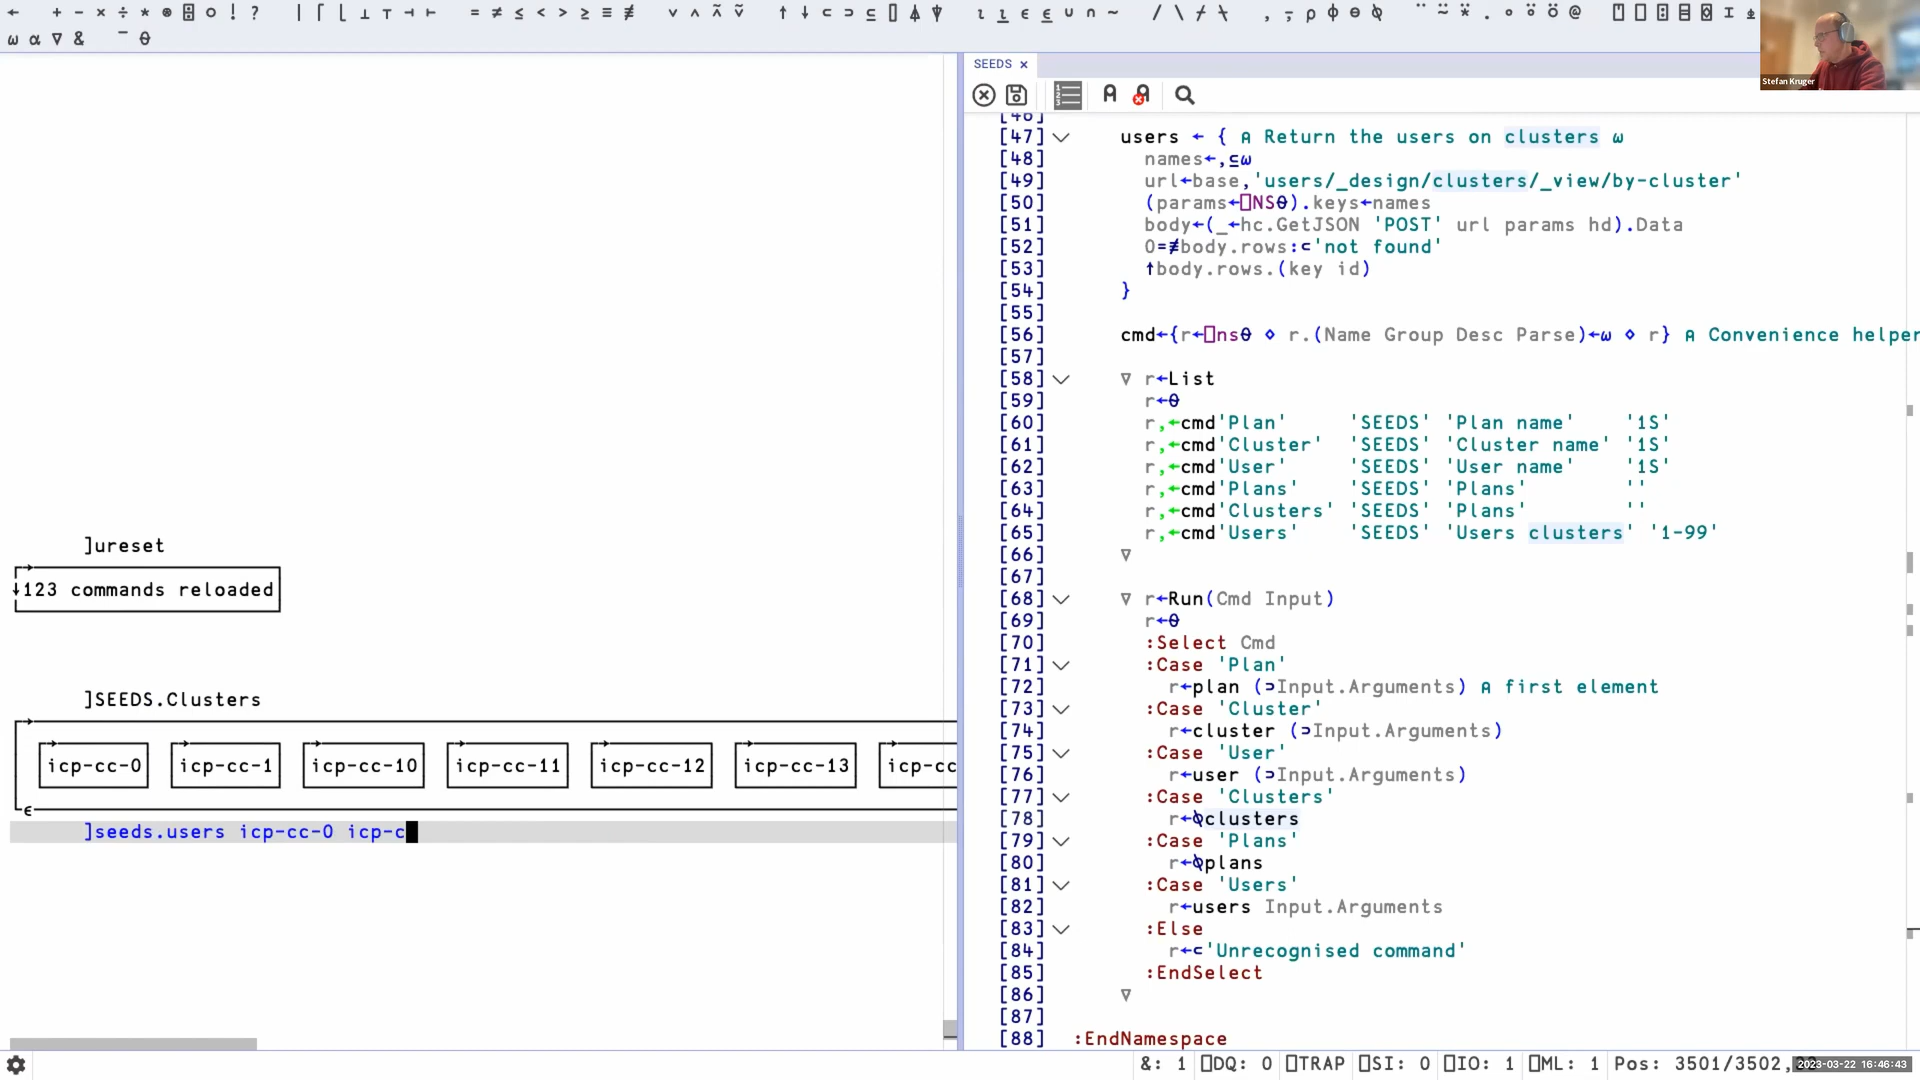 ← + - × ÷ * ⍟ ⌹ ○ ! ? | ⌈ ⌊ ⊥ ⊤ ⊣ ⊢ = ≠ ≤ < > ≥ ≡ ≢ ∨ ∧ ⍲ ⍱ ↑ ↓ ⊂ ⊃ ⊆ ⌷ ⍋ ⍒ ⍳ ⍸ ∊ ⍷ ∪ ∩ ~ / \ ⌿ ⍀ , ⍪ ⍴ ⌽ ⊖ ⍉ ¨ ⍨ ⍣ . ∘ ⍤ ⍥ @ ⍞ ⎕ ⍠ ⌸ ⌺ ⌶ ⍎
⍵ ⍺ ∇ & ¯ ⍬
Stefan Kruger
SEEDS ×
]ureset
123 commands reloaded
]SEEDS.Clusters
icp-cc-0 icp-cc-1 icp-cc-10 icp-cc-11 icp-cc-12 icp-cc-13 icp-cc
]seeds.users icp-cc-0 icp-c
[46]
[47] users ← { ⍝ Return the users on clusters ⍵
[48] names←,⊆⍵
[49] url←base,'users/_design/clusters/_view/by-cluster'
[50] (params←⎕NS⍬).keys←names
[51] body←(_←hc.GetJSON 'POST' url params hd).Data
[52] 0=≢body.rows:⊂'not found'
[53] ↑body.rows.(key id)
[54] }
[55]
[56] cmd←{r←⎕ns⍬ ⋄ r.(Name Group Desc Parse)←⍵ ⋄ r} ⍝ Convenience helper
[57]
[58] ∇ r←List
[59] r←⍬
[60] r,←cmd'Plan' 'SEEDS' 'Plan name' '1S'
[61] r,←cmd'Cluster' 'SEEDS' 'Cluster name' '1S'
[62] r,←cmd'User' 'SEEDS' 'User name' '1S'
[63] r,←cmd'Plans' 'SEEDS' 'Plans' ''
[64] r,←cmd'Clusters' 'SEEDS' 'Plans' ''
[65] r,←cmd'Users' 'SEEDS' 'Users clusters' '1-99'
[66] ∇
[67]
[68] ∇ r←Run(Cmd Input)
[69] r←⍬
[70] :Select Cmd
[71] :Case 'Plan'
[72] r←plan (⊃Input.Arguments) ⍝ first element
[73] :Case 'Cluster'
[74] r←cluster (⊃Input.Arguments)
[75] :Case 'User'
[76] r←user (⊃Input.Arguments)
[77] :Case 'Clusters'
[78] r←⍉clusters
[79] :Case 'Plans'
[80] r←⍉plans
[81] :Case 'Users'
[82] r←users Input.Arguments
[83] :Else
[84] r←⊂'Unrecognised command'
[85] :EndSelect
[86] ∇
[87]
[88] :EndNamespace
&: 1 ⎕DQ: 0 ⎕TRAP ⎕SI: 0 ⎕IO: 1 ⎕ML: 1 Pos: 3501/3502,
2023-03-22 16:46:43